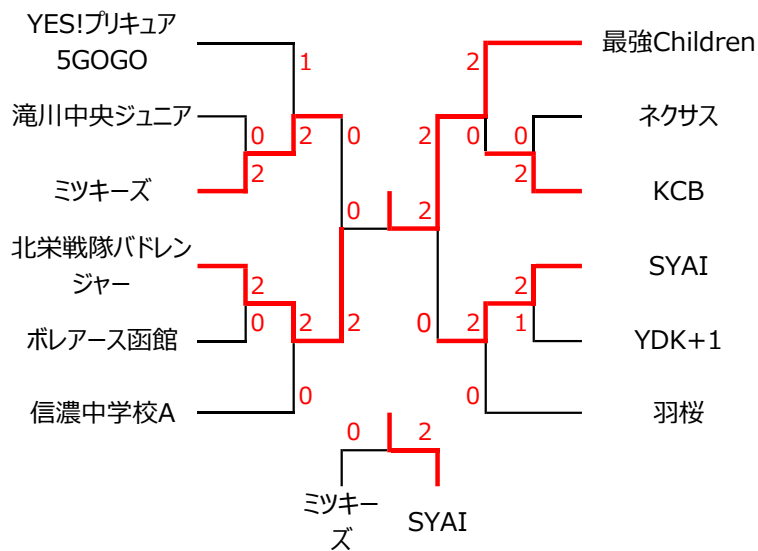 YES!プリキュア
5GOGO
1
滝川中央ジュニア
0
2
0
ミツキーズ
2
0
北栄戦隊バドレン
ジャー
2
ボレアース函館
0
2
2
信濃中学校A
0
最強Children
2
ネクサス
2
0
0
KCB
2
2
SYAI
2
YDK+1
0
2
1
羽桜
0
0
2
ミツキー
ズ
SYAI